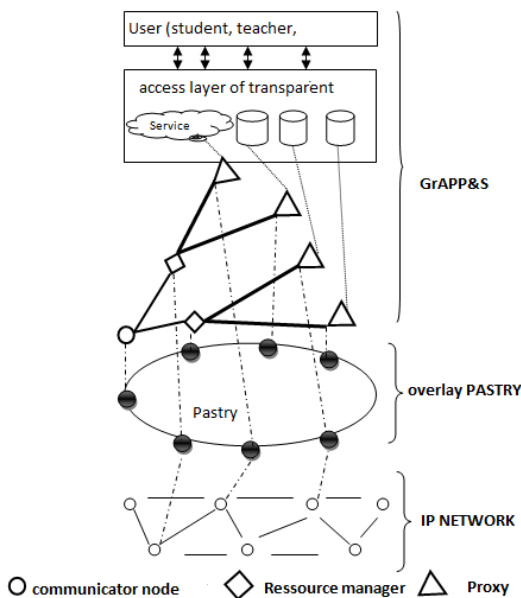 User (student, teacher,
access layer of transparent
Service
GrAPP&S
overlay PASTRY
Pastry
IP NETWORK
communicator node
Ressource manager
Proxy